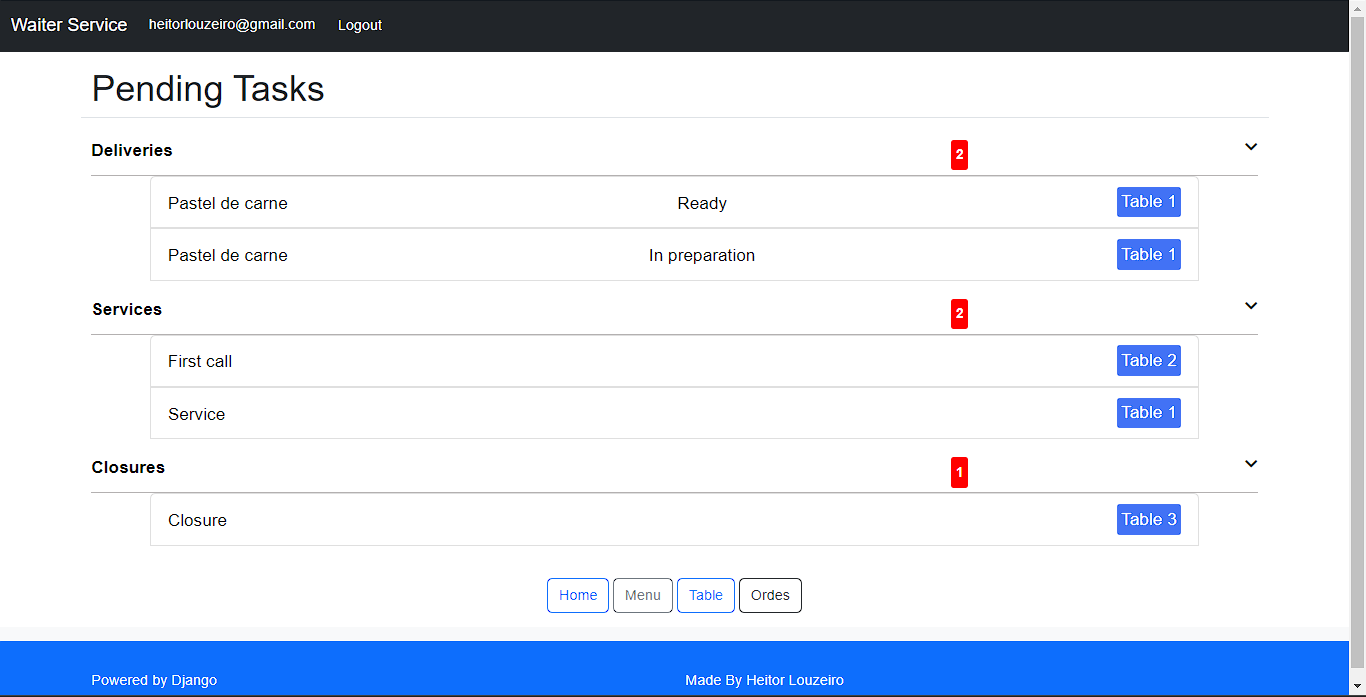 Waiter Service heitorlouzeiro@gmail.com Logout
Pending Tasks
Deliveries 2
Pastel de carne Ready Table 1
Pastel de carne In preparation Table 1
Services 2
First call Table 2
Service Table 1
Closures 1
Closure Table 3
Home Menu Table Ordes
Powered by Django Made By Heitor Louzeiro